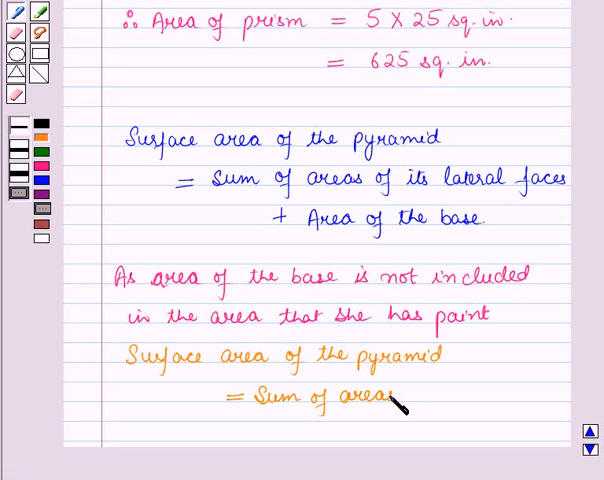 ∴ Area of prism = 5 X 25 sq. in.
= 625 sq. in.
Surface area of the pyramid
= Sum of areas of its lateral faces
+ Area of the base.
As area of the base is not included
in the area that she has paint
Surface area of the pyramid
= Sum of areas